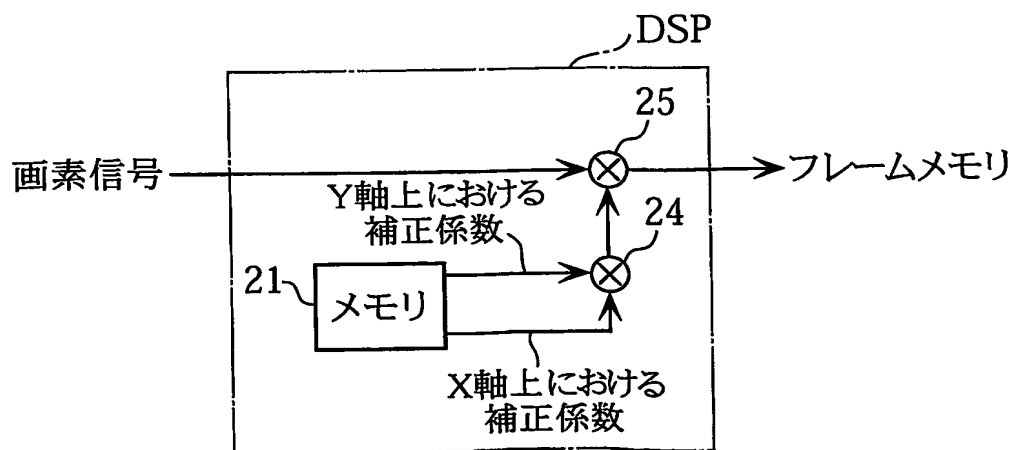 DSP
25
画素信号
フレームメモリ
Y軸上における
補正係数
24
21
メモリ
X軸上における
補正係数